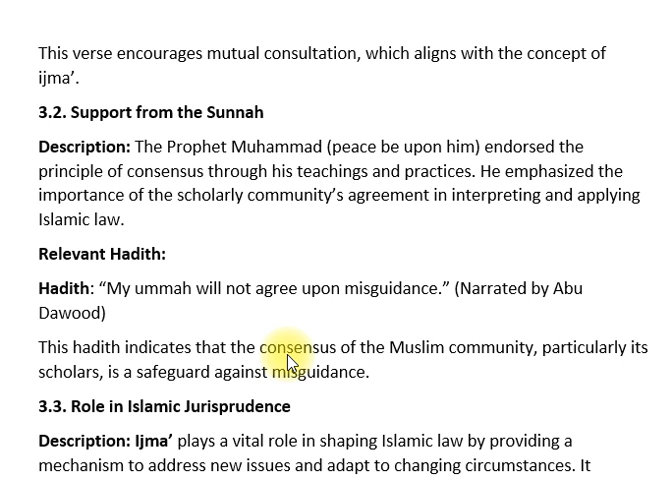 This verse encourages mutual consultation, which aligns with the concept of
ijma’.
3.2. Support from the Sunnah
Description: The Prophet Muhammad (peace be upon him) endorsed the
principle of consensus through his teachings and practices. He emphasized the
importance of the scholarly community’s agreement in interpreting and applying
Islamic law.
Relevant Hadith:
Hadith: “My ummah will not agree upon misguidance.” (Narrated by Abu
Dawood)
This hadith indicates that the consensus of the Muslim community, particularly its
scholars, is a safeguard against misguidance.
3.3. Role in Islamic Jurisprudence
Description: Ijma’ plays a vital role in shaping Islamic law by providing a
mechanism to address new issues and adapt to changing circumstances. It